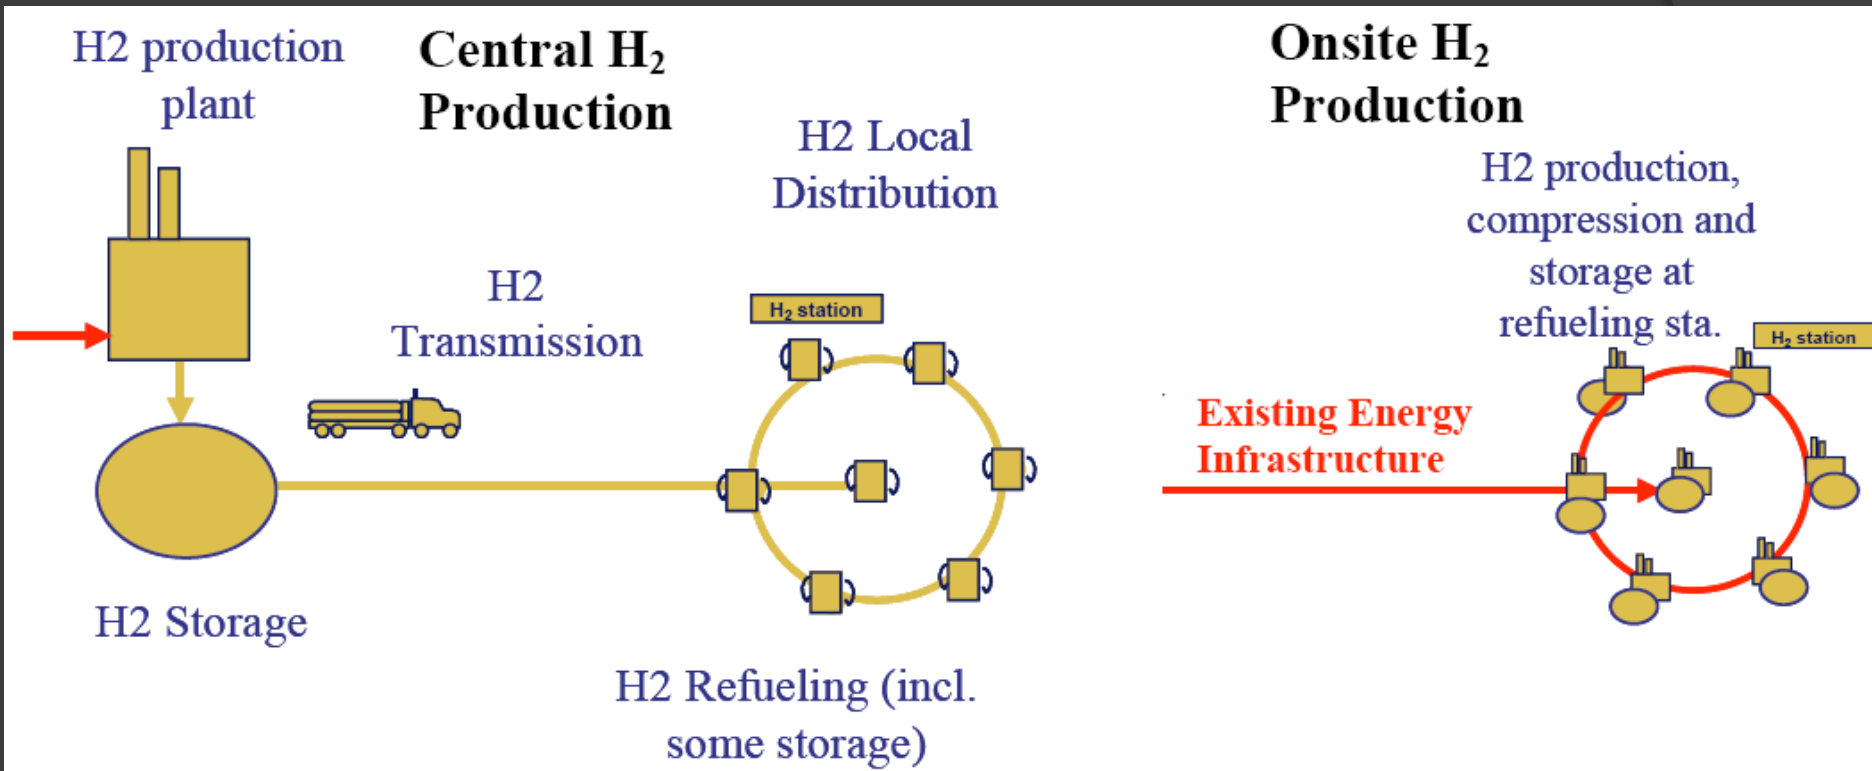 H2 production
plant
Central H₂
Production
H2 Local
Distribution
H2
Transmission
H₂ station
H2 Storage
H2 Refueling (incl.
some storage)
Onsite H₂
Production
H2 production,
compression and
storage at
refueling sta.
H₂ station
Existing Energy
Infrastructure